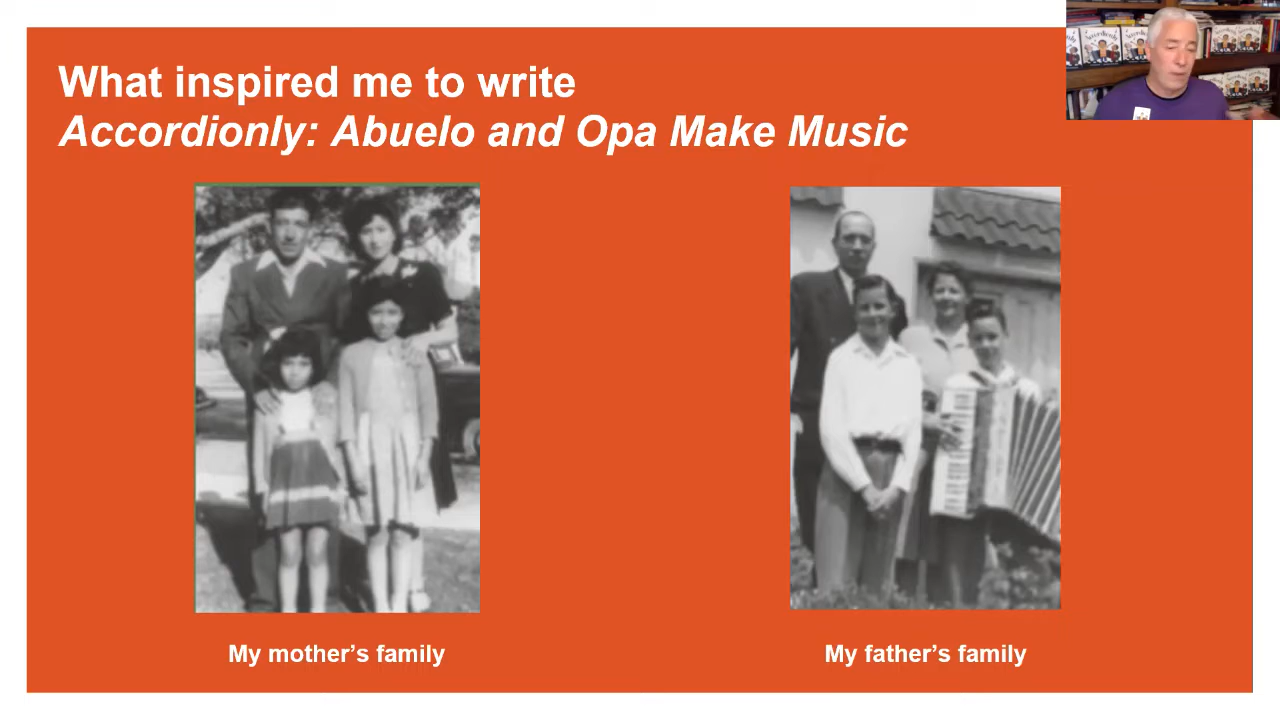 What inspired me to write
Accordionly: Abuelo and Opa Make Music
My mother's family
My father's family